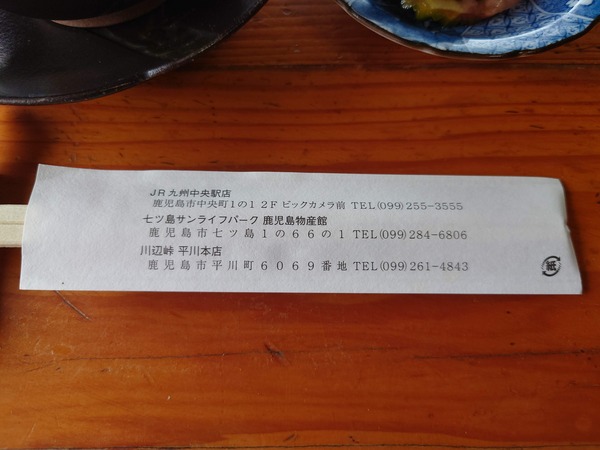 JR九州中央駅店
鹿児島市中央町1の1 2F ビックカメラ前 TEL(099)255-3555
七ツ島サンライフパーク 鹿児島物産館
鹿児島市七ツ島1の66の1 TEL(099)284-6806
川辺峠 平川本店
鹿児島市平川町6069番地 TEL(099)261-4843
紙